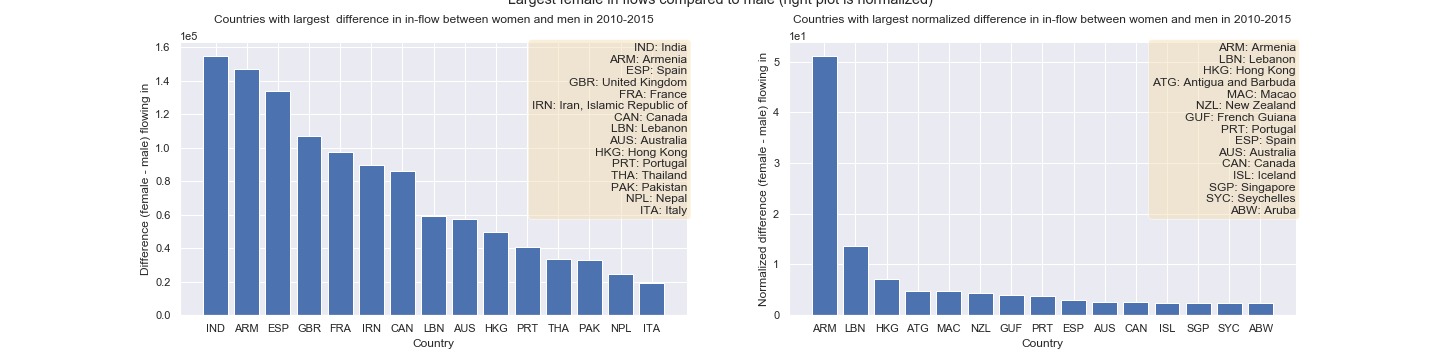 Largest female in flows compared to male (right plot is normalized)
Countries with largest  difference in in-flow between women and men in 2010-2015
1e5
Difference (female - male) flowing in
1.6
1.4
1.2
1.0
0.8
0.6
0.4
0.2
0.0
IND: India
ARM: Armenia
ESP: Spain
GBR: United Kingdom
FRA: France
IRN: Iran, Islamic Republic of
CAN: Canada
LBN: Lebanon
AUS: Australia
HKG: Hong Kong
PRT: Portugal
THA: Thailand
PAK: Pakistan
NPL: Nepal
ITA: Italy
IND ARM ESP GBR FRA IRN CAN LBN AUS HKG PRT THA PAK NPL ITA
Country
Countries with largest normalized difference in in-flow between women and men in 2010-2015
1e1
Normalized difference (female - male) flowing in
5
4
3
2
1
0
ARM: Armenia
LBN: Lebanon
HKG: Hong Kong
ATG: Antigua and Barbuda
MAC: Macao
NZL: New Zealand
GUF: French Guiana
PRT: Portugal
ESP: Spain
AUS: Australia
CAN: Canada
ISL: Iceland
SGP: Singapore
SYC: Seychelles
ABW: Aruba
ARM LBN HKG ATG MAC NZL GUF PRT ESP AUS CAN ISL SGP SYC ABW
Country